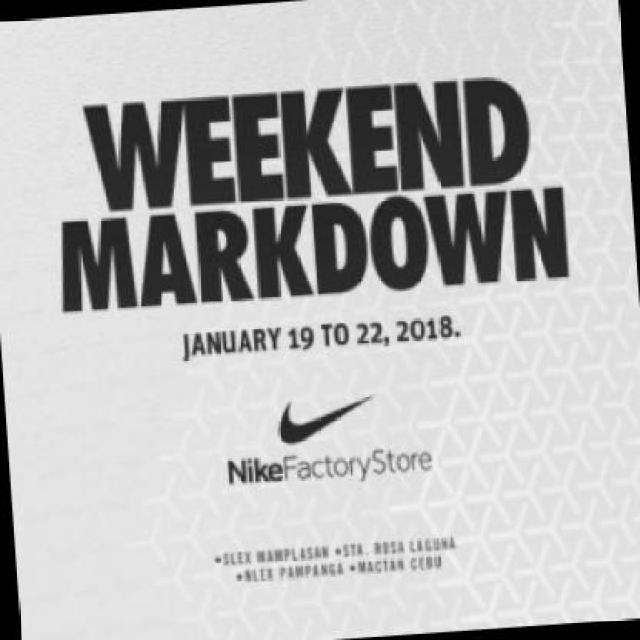 WEEKEND
MARKDOWN
JANUARY 19 TO 22, 2018.
NikeFactoryStore
•SLEX MAMPLASAN •STA. ROSA LAGUNA
•NLEX PAMPANGA •MACTAN CEBU